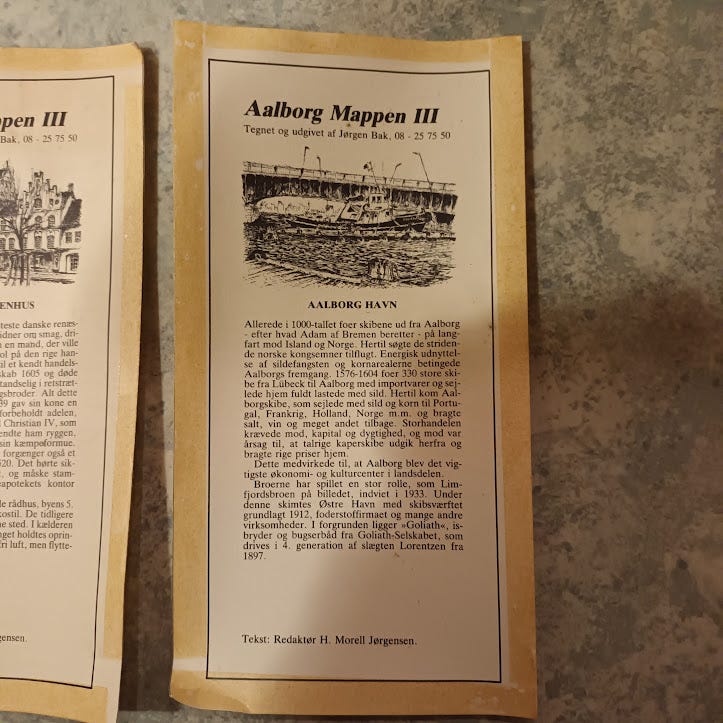 ppen III
Bak, 08 - 25 75 50
ENHUS
teste danske renæs-
idner om smag, dri-
n en mand, der ville
ol på den rige han-
il et kendt handels-
skab 1605 og døde
tandselig i retstræt-
gsbroder. Alt dette
39 gav sin kone en
forbeholdt adelen,
l Christian IV, som
endte ham ryggen,
sin kæmpeformue.
forgænger også et
520. Det hørte sik-
, og måske stam-
eapotekets kontor
le rådhus, byens 5.
kostil. De tidligere
ne sted. I kælderen
nget holdtes oprin-
fri luft, men flytte-
gensen.
Aalborg Mappen III
Tegnet og udgivet af Jørgen Bak, 08 - 25 75 50
AALBORG HAVN
Allerede i 1000-tallet foer skibene ud fra Aalborg
- efter hvad Adam af Bremen beretter - på lang-
fart mod Island og Norge. Hertil søgte de striden-
de norske kongsemner tilflugt. Energisk udnyttel-
se af sildefangsten og kornarealerne betingede
Aalborgs fremgang. 1576-1604 foer 330 store ski-
be fra Lübeck til Aalborg med importvarer og sej-
lede hjem fuldt lastede med sild. Hertil kom Aal-
borgskibe, som sejlede med sild og korn til Portu-
gal, Frankrig, Holland, Norge m.m. og bragte
salt, vin og meget andet tilbage. Storhandelen
krævede mod, kapital og dygtighed, og mod var
årsag til, at talrige kaperskibe udgik herfra og
bragte rige priser hjem.
Dette medvirkede til, at Aalborg blev det vig-
tigste økonomi- og kulturcenter i landsdelen.
Broerne har spillet en stor rolle, som Lim-
fjordsbroen på billedet, indviet i 1933. Under
denne skimtes Østre Havn med skibsværftet
grundlagt 1912, foderstoffirmaet og mange andre
virksomheder. I forgrunden ligger »Goliath«, is-
bryder og bugserbåd fra Goliath-Selskabet, som
drives i 4. generation af slægten Lorentzen fra
1897.
Tekst: Redaktør H. Morell Jørgensen.